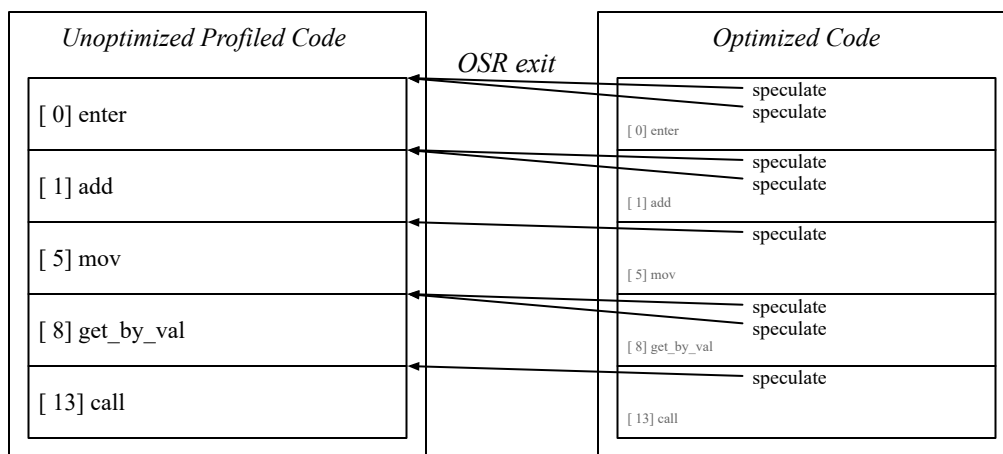 Unoptimized Profiled Code
[ 0] enter
[ 1] add
[ 5] mov
[ 8] get_by_val
[ 13] call
OSR exit
Optimized Code
speculate
speculate
[ 0] enter
speculate
speculate
[ 1] add
speculate
[ 5] mov
speculate
speculate
[ 8] get_by_val
speculate
[ 13] call